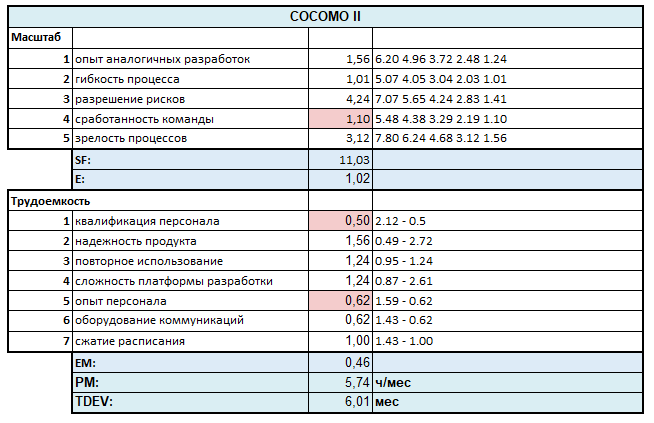 COCOMO II
Масштаб
1 опыт аналогичных разработок 1,56 6.20 4.96 3.72 2.48 1.24
2 гибкость процесса 1,01 5.07 4.05 3.04 2.03 1.01
3 разрешение рисков 4,24 7.07 5.65 4.24 2.83 1.41
4 сработанность команды 1,10 5.48 4.38 3.29 2.19 1.10
5 зрелость процессов 3,12 7.80 6.24 4.68 3.12 1.56
SF: 11,03
E: 1,02
Трудоемкость
1 квалификация персонала 0,50 2.12 - 0.5
2 надежность продукта 1,56 0.49 - 2.72
3 повторное использование 1,24 0.95 - 1.24
4 сложность платформы разработки 1,24 0.87 - 2.61
5 опыт персонала 0,62 1.59 - 0.62
6 оборудование коммуникаций 0,62 1.43 - 0.62
7 сжатие расписания 1,00 1.43 - 1.00
EM: 0,46
PM: 5,74 ч/мес
TDEV: 6,01 мес